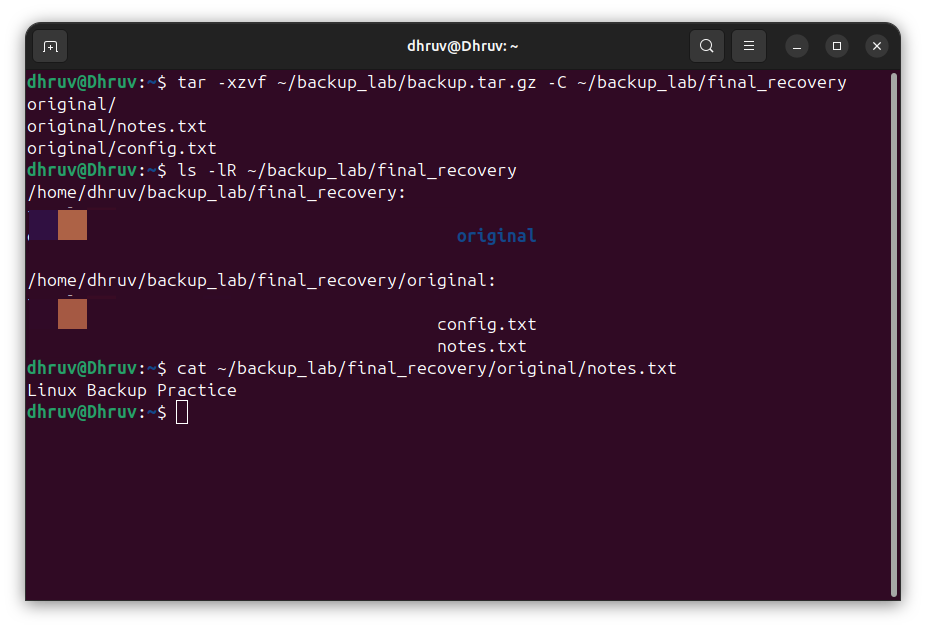 dhruv@Dhruv: ~
dhruv@Dhruv:~$ tar -xzvf ~/backup_lab/backup.tar.gz -C ~/backup_lab/final_recovery
original/
original/notes.txt
original/config.txt
dhruv@Dhruv:~$ ls -lR ~/backup_lab/final_recovery
/home/dhruv/backup_lab/final_recovery:
original
/home/dhruv/backup_lab/final_recovery/original:
config.txt
notes.txt
dhruv@Dhruv:~$ cat ~/backup_lab/final_recovery/original/notes.txt
Linux Backup Practice
dhruv@Dhruv:~$